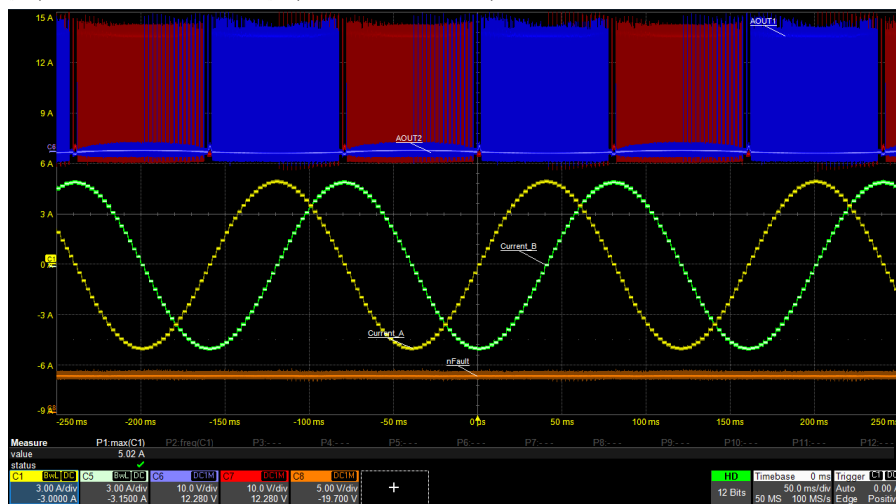 15 A
AOUT1
12 A
9 A
AOUT2
C6
6 A
3 A
Current_B
C1
0 A
-3 A
Current_A
nFault
-6 A
-9 A
-250 ms -200 ms -150 ms -100 ms -50 ms 0 s 50 ms 100 ms 150 ms 200 ms 250 ms
Measure P1:max(C1) P2:freq(C1) P3:- - - P4:- - - P5:- - - P6:- - - P7:- - - P8:- - - P9:- - - P10:- - - P11:- - - P12:- - -
value 5.02 A
status
C1 BwL DC C5 BwL DC C6 DC1M C7 DC1M C8 DC1M HD Timebase 0 ms Trigger C1 DC
3.00 A/div 3.00 A/div 10.0 V/div 10.0 V/div 5.00 V/div + 12 Bits 50.0 ms/div Auto 0.00
-3.0000 A -3.1500 A 12.280 V 12.280 V -19.700 V 50 MS 100 MS/s Edge Posit